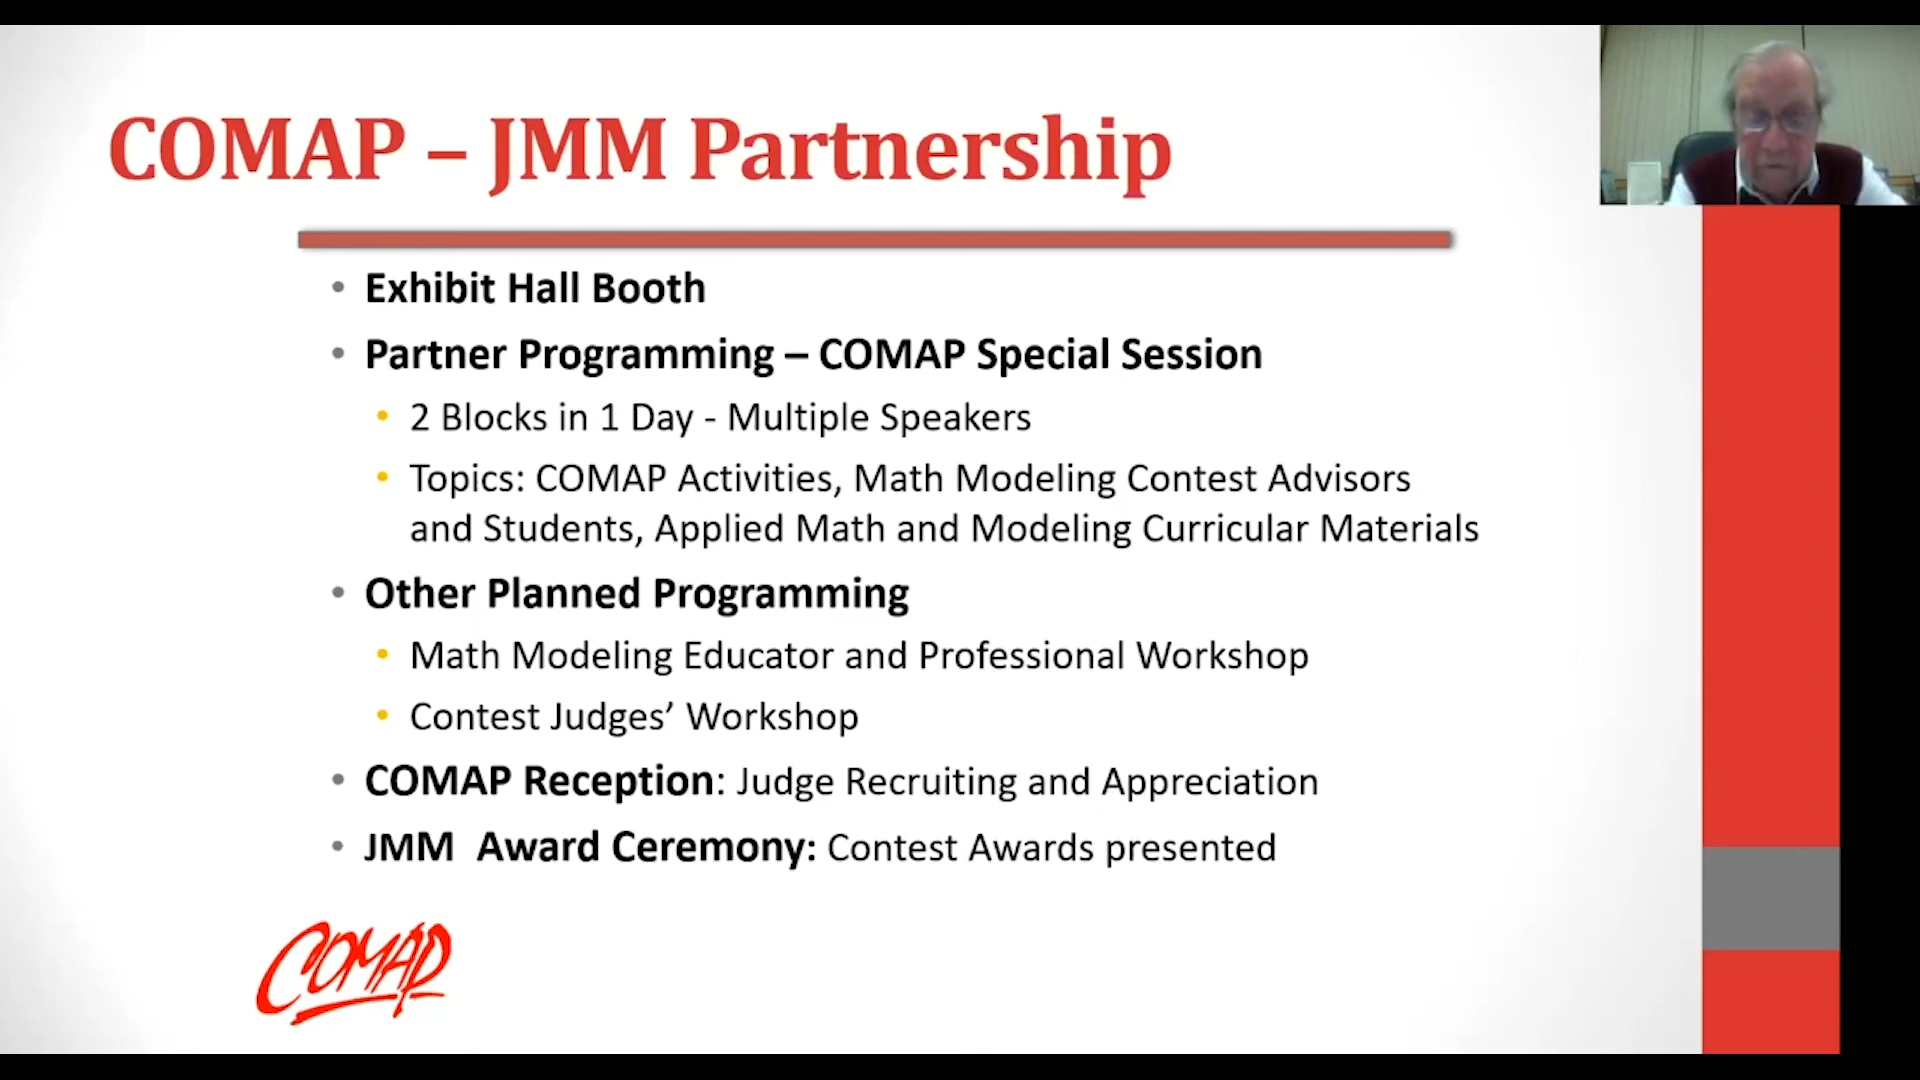 COMAP – JMM Partnership
• Exhibit Hall Booth
• Partner Programming – COMAP Special Session
• 2 Blocks in 1 Day - Multiple Speakers
• Topics: COMAP Activities, Math Modeling Contest Advisors
and Students, Applied Math and Modeling Curricular Materials
• Other Planned Programming
• Math Modeling Educator and Professional Workshop
• Contest Judges’ Workshop
• COMAP Reception: Judge Recruiting and Appreciation
• JMM  Award Ceremony: Contest Awards presented
COMAP